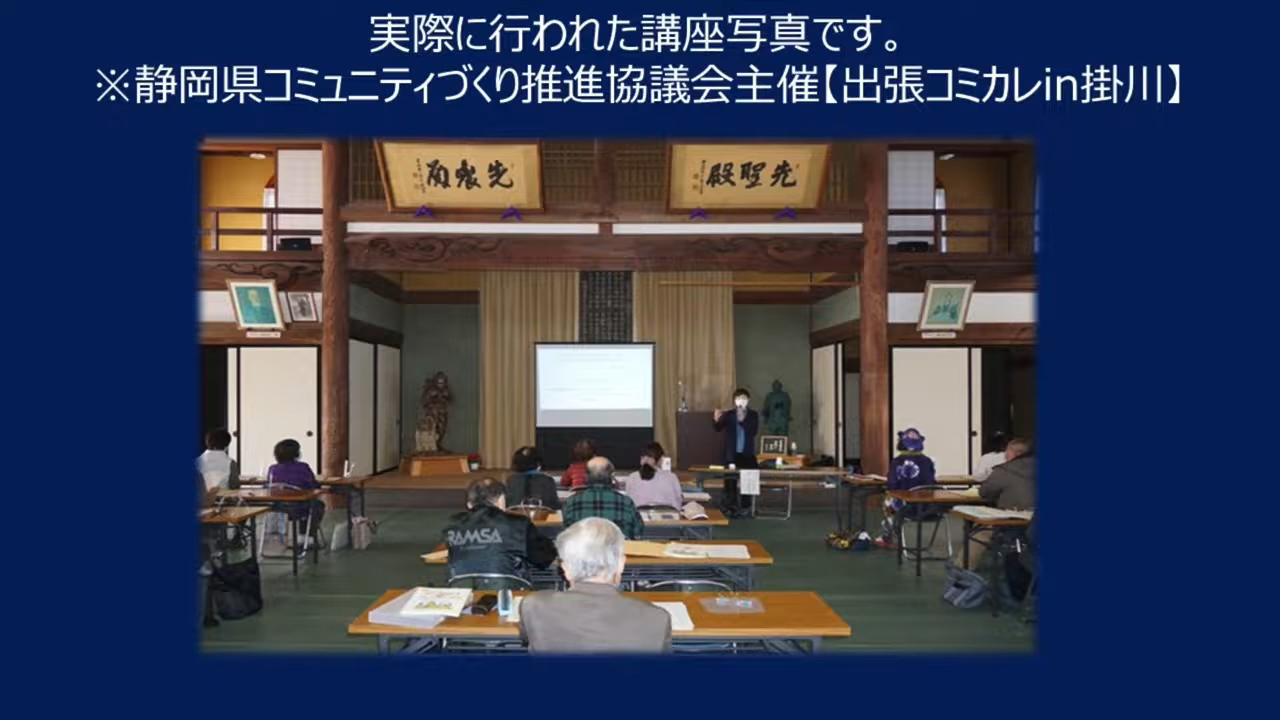 実際に行われた講座写真です。
※静岡県コミュニティづくり推進協議会主催【出張コミカレin掛川】
先聖殿
RAMSA